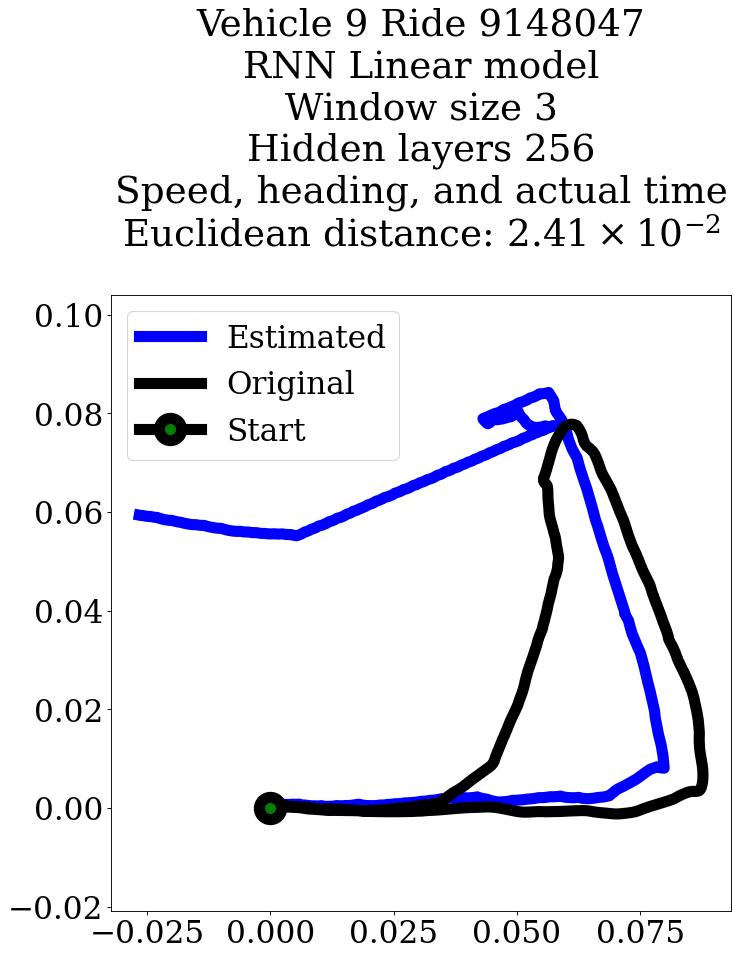 Vehicle 9 Ride 9148047
RNN Linear model
Window size 3
Hidden layers 256
Speed, heading, and actual time
Euclidean distance: 2.41 × 10⁻²
Estimated
Original
Start
0.10
0.08
0.06
0.04
0.02
0.00
−0.02
−0.025 0.000 0.025 0.050 0.075